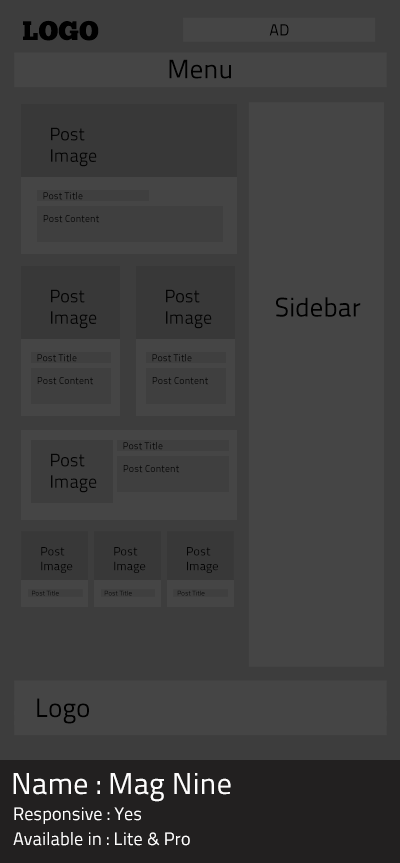 LOGO
AD
Menu
Post
Image
Post Title
Post Content
Sidebar
Post
Image
Post Title
Post Content
Post
Image
Post Title
Post Content
Post
Image
Post Title
Post Content
Post
Image
Post Title
Post
Image
Post Title
Post
Image
Post Title
Logo
Name : Mag Nine
Responsive : Yes
Available in : Lite & Pro